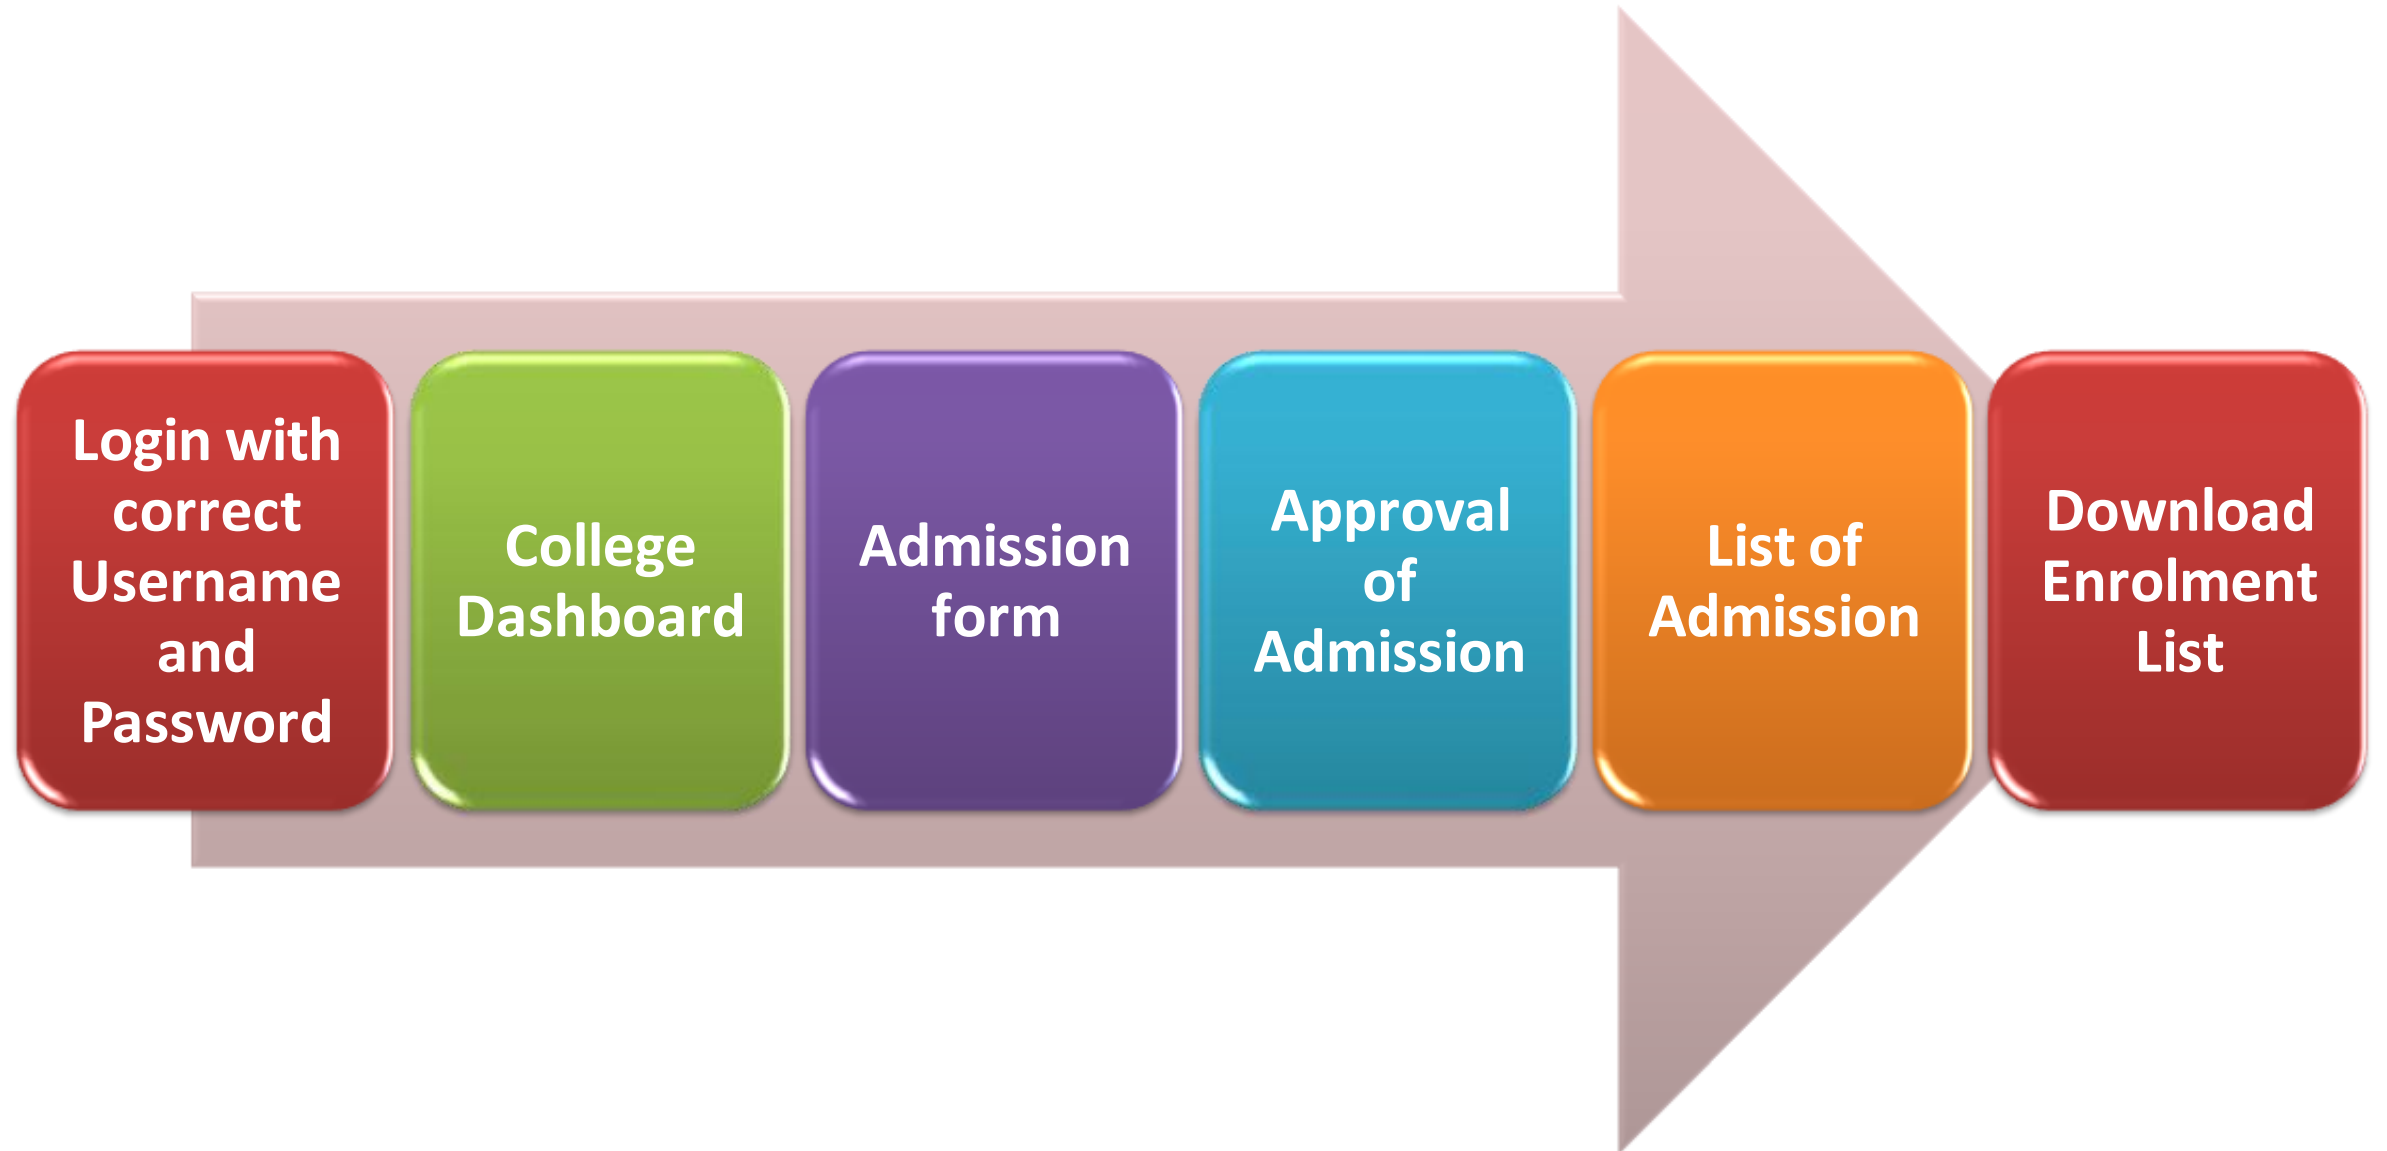 Login with
correct
Username
and
Password
College
Dashboard
Admission
form
Approval
of
Admission
List of
Admission
Download
Enrolment
List